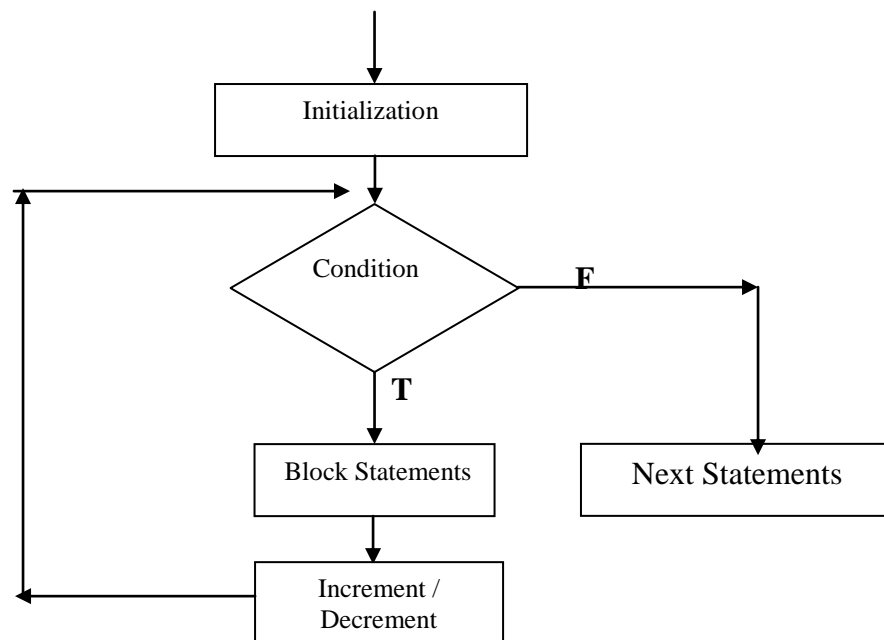 Initialization
Condition
F
T
Block Statements
Next Statements
Increment /
Decrement